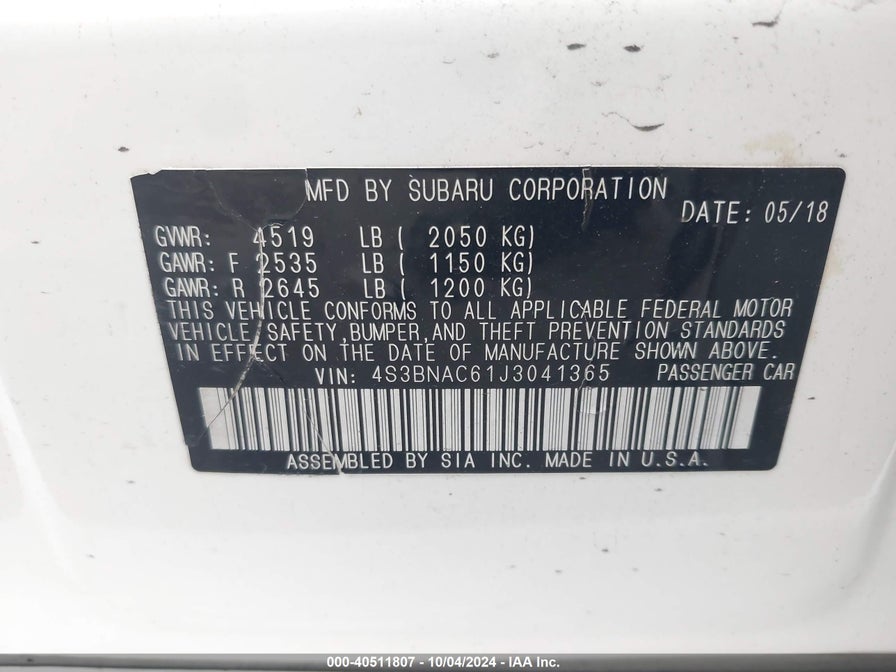 MFD BY SUBARU CORPORATION
DATE: 05/18
GVWR: 4519 LB ( 2050 KG)
GAWR: F 2535 LB ( 1150 KG)
GAWR: R 2645 LB ( 1200 KG)
THIS VEHICLE CONFORMS TO ALL APPLICABLE FEDERAL MOTOR
VEHICLE, SAFETY, BUMPER, AND THEFT PREVENTION STANDARDS
IN EFFECT ON THE DATE OF MANUFACTURE SHOWN ABOVE.
VIN: 4S3BNAC61J3041365 PASSENGER CAR
ASSEMBLED BY SIA INC. MADE IN U.S.A.
000-40511807 - 10/04/2024 - IAA Inc.